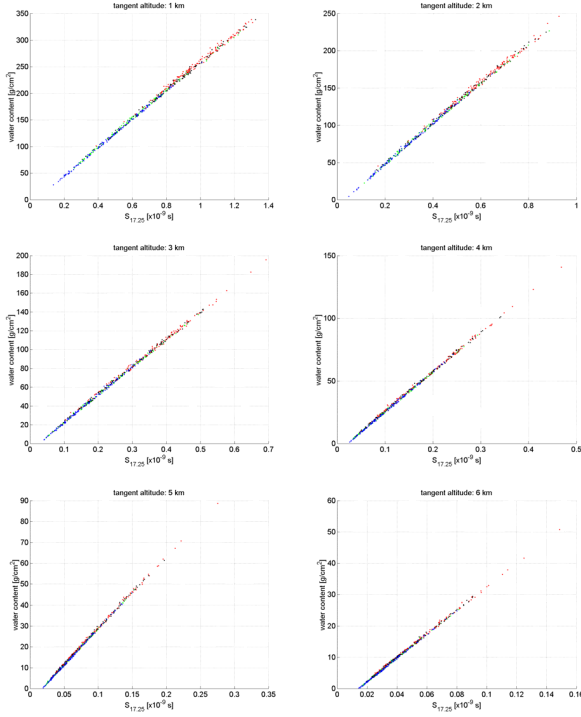 tangent altitude: 1 km
water content [g/cm²]
350
300
250
200
150
100
50
0
0 0.2 0.4 0.6 0.8 1 1.2 1.4
S17.25 [x10⁻⁹ s]
tangent altitude: 2 km
water content [g/cm²]
250
200
150
100
50
0
0 0.2 0.4 0.6 0.8 1
S17.25 [x10⁻⁹ s]
tangent altitude: 3 km
water content [g/cm²]
200
180
160
140
120
100
80
60
40
20
0
0 0.1 0.2 0.3 0.4 0.5 0.6 0.7
S17.25 [x10⁻⁹ s]
tangent altitude: 4 km
water content [g/cm²]
150
100
50
0
0 0.1 0.2 0.3 0.4 0.5
S17.25 [x10⁻⁹ s]
tangent altitude: 5 km
water content [g/cm²]
90
80
70
60
50
40
30
20
10
0
0 0.05 0.1 0.15 0.2 0.25 0.3 0.35
S17.25 [x10⁻⁹ s]
tangent altitude: 6 km
water content [g/cm²]
60
50
40
30
20
10
0
0 0.02 0.04 0.06 0.08 0.1 0.12 0.14 0.16
S17.25 [x10⁻⁹ s]